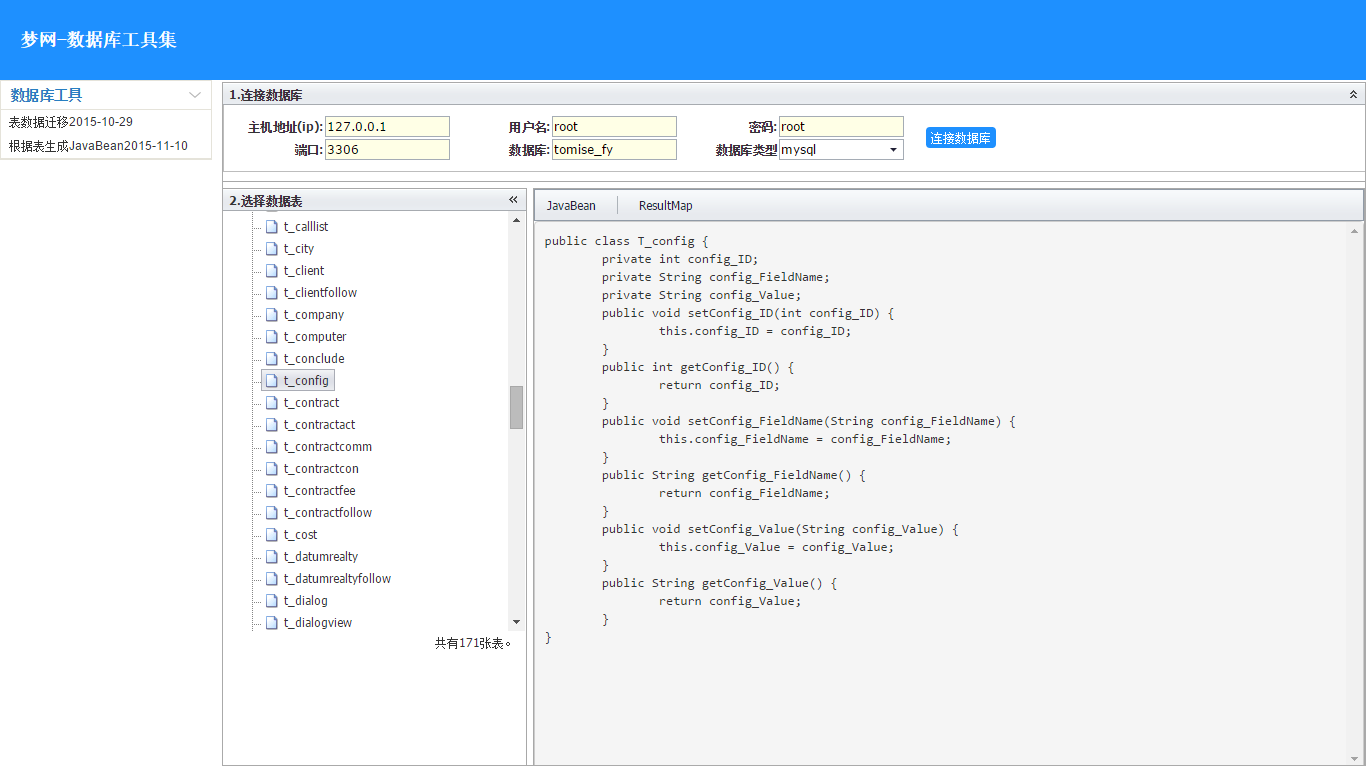 梦网-数据库工具集
数据库工具
表数据迁移2015-10-29
根据表生成JavaBean2015-11-10
1.连接数据库
主机地址(ip): 127.0.0.1 用户名: root 密码: root 连接数据库
端口: 3306 数据库: tomise_fy 数据库类型 mysql
2.选择数据表
t_calllist
t_city
t_client
t_clientfollow
t_company
t_computer
t_conclude
t_config
t_contract
t_contractact
t_contractcomm
t_contractcon
t_contractfee
t_contractfollow
t_cost
t_datumrealty
t_datumrealtyfollow
t_dialog
t_dialogview
共有171张表。
JavaBean ResultMap
public class T_config {
private int config_ID;
private String config_FieldName;
private String config_Value;
public void setConfig_ID(int config_ID) {
this.config_ID = config_ID;
}
public int getConfig_ID() {
return config_ID;
}
public void setConfig_FieldName(String config_FieldName) {
this.config_FieldName = config_FieldName;
}
public String getConfig_FieldName() {
return config_FieldName;
}
public void setConfig_Value(String config_Value) {
this.config_Value = config_Value;
}
public String getConfig_Value() {
return config_Value;
}
}